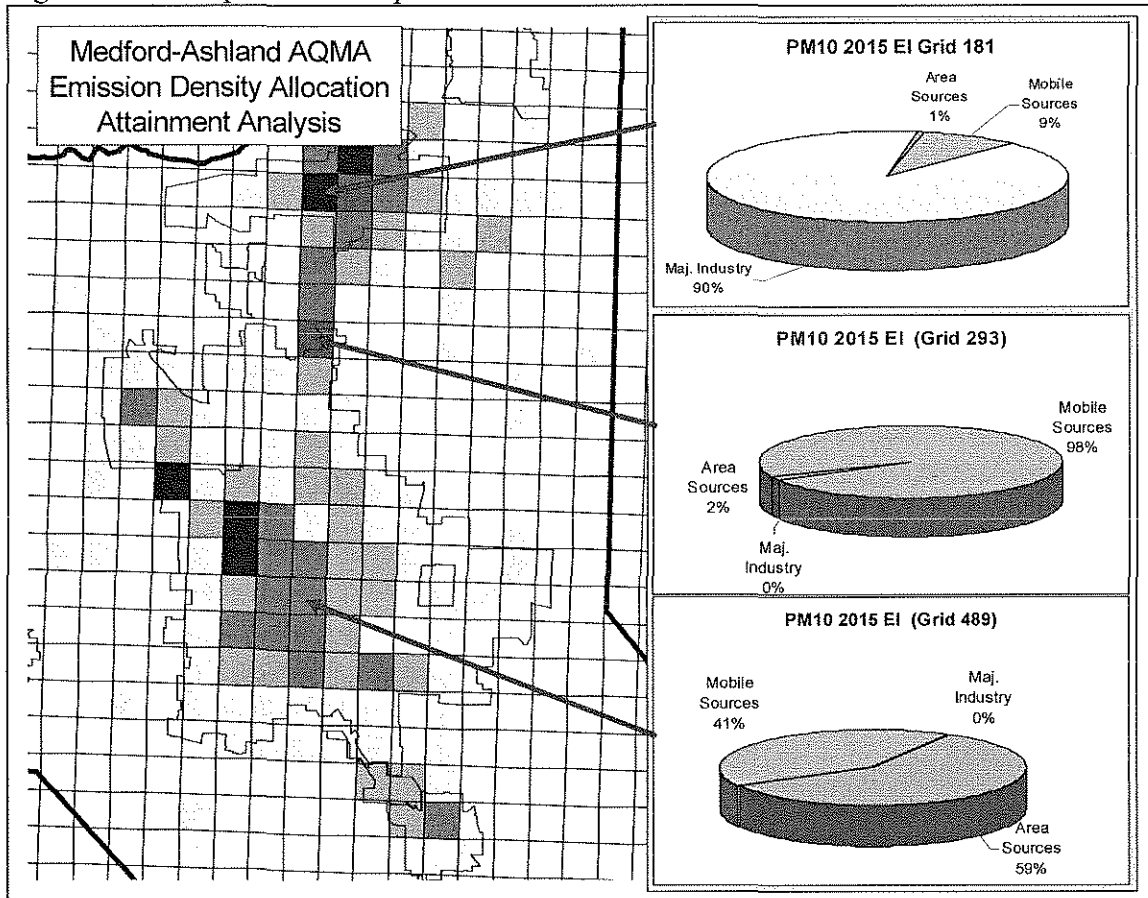 Medford-Ashland AQMA
Emission Density Allocation
Attainment Analysis
PM10 2015 EI Grid 181
Area
Sources
1%
Mobile
Sources
9%
Maj. Industry
90%
PM10 2015 EI (Grid 293)
Mobile
Sources
98%
Area
Sources
2%
Maj.
Industry
0%
PM10 2015 EI (Grid 489)
Mobile
Sources
41%
Maj.
Industry
0%
Area
Sources
59%